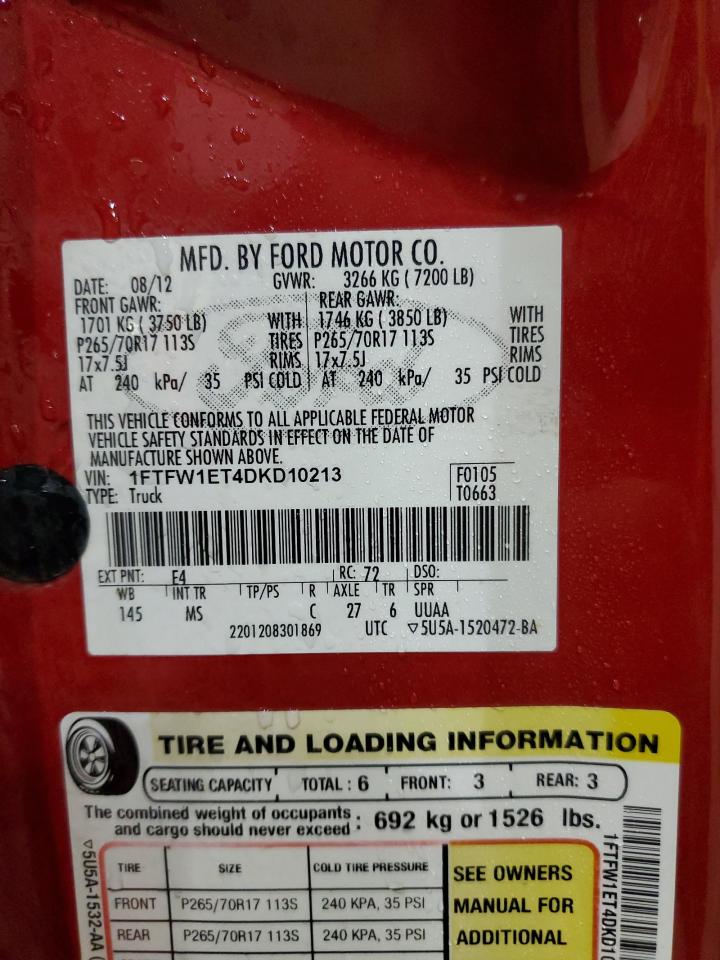 MFD. BY FORD MOTOR CO.
DATE: 08/12 GVWR: 3266 KG ( 7200 LB)
FRONT GAWR: REAR GAWR:
1701 KG ( 3750 LB) WITH 1746 KG ( 3850 LB) WITH
P265/70R17 113S TIRES P265/70R17 113S TIRES
17x7.5J RIMS 17x7.5J RIMS
AT 240 kPa/ 35 PSI COLD AT 240 kPa/ 35 PSI COLD
THIS VEHICLE CONFORMS TO ALL APPLICABLE FEDERAL MOTOR
VEHICLE SAFETY STANDARDS IN EFFECT ON THE DATE OF
MANUFACTURE SHOWN ABOVE.
VIN: 1FTFW1ET4DKD10213 F0105
TYPE: Truck T0663
EXT PNT: E4 RC: 72 DSO:
WB INT TR TP/PS R AXLE TR SPR
145 MS C 27 6 UUAA
2201208301869 UTC ▽5U5A-1520472-BA
TIRE AND LOADING INFORMATION
SEATING CAPACITY TOTAL : 6 FRONT: 3 REAR: 3
The combined weight of occupants
and cargo should never exceed : 692 kg or 1526 lbs.
TIRE SIZE COLD TIRE PRESSURE
FRONT P265/70R17 113S 240 KPA, 35 PSI
REAR P265/70R17 113S 240 KPA, 35 PSI
SEE OWNERS
MANUAL FOR
ADDITIONAL
▽5U5A-1532-AA (
1FTFW1ET4DKD10